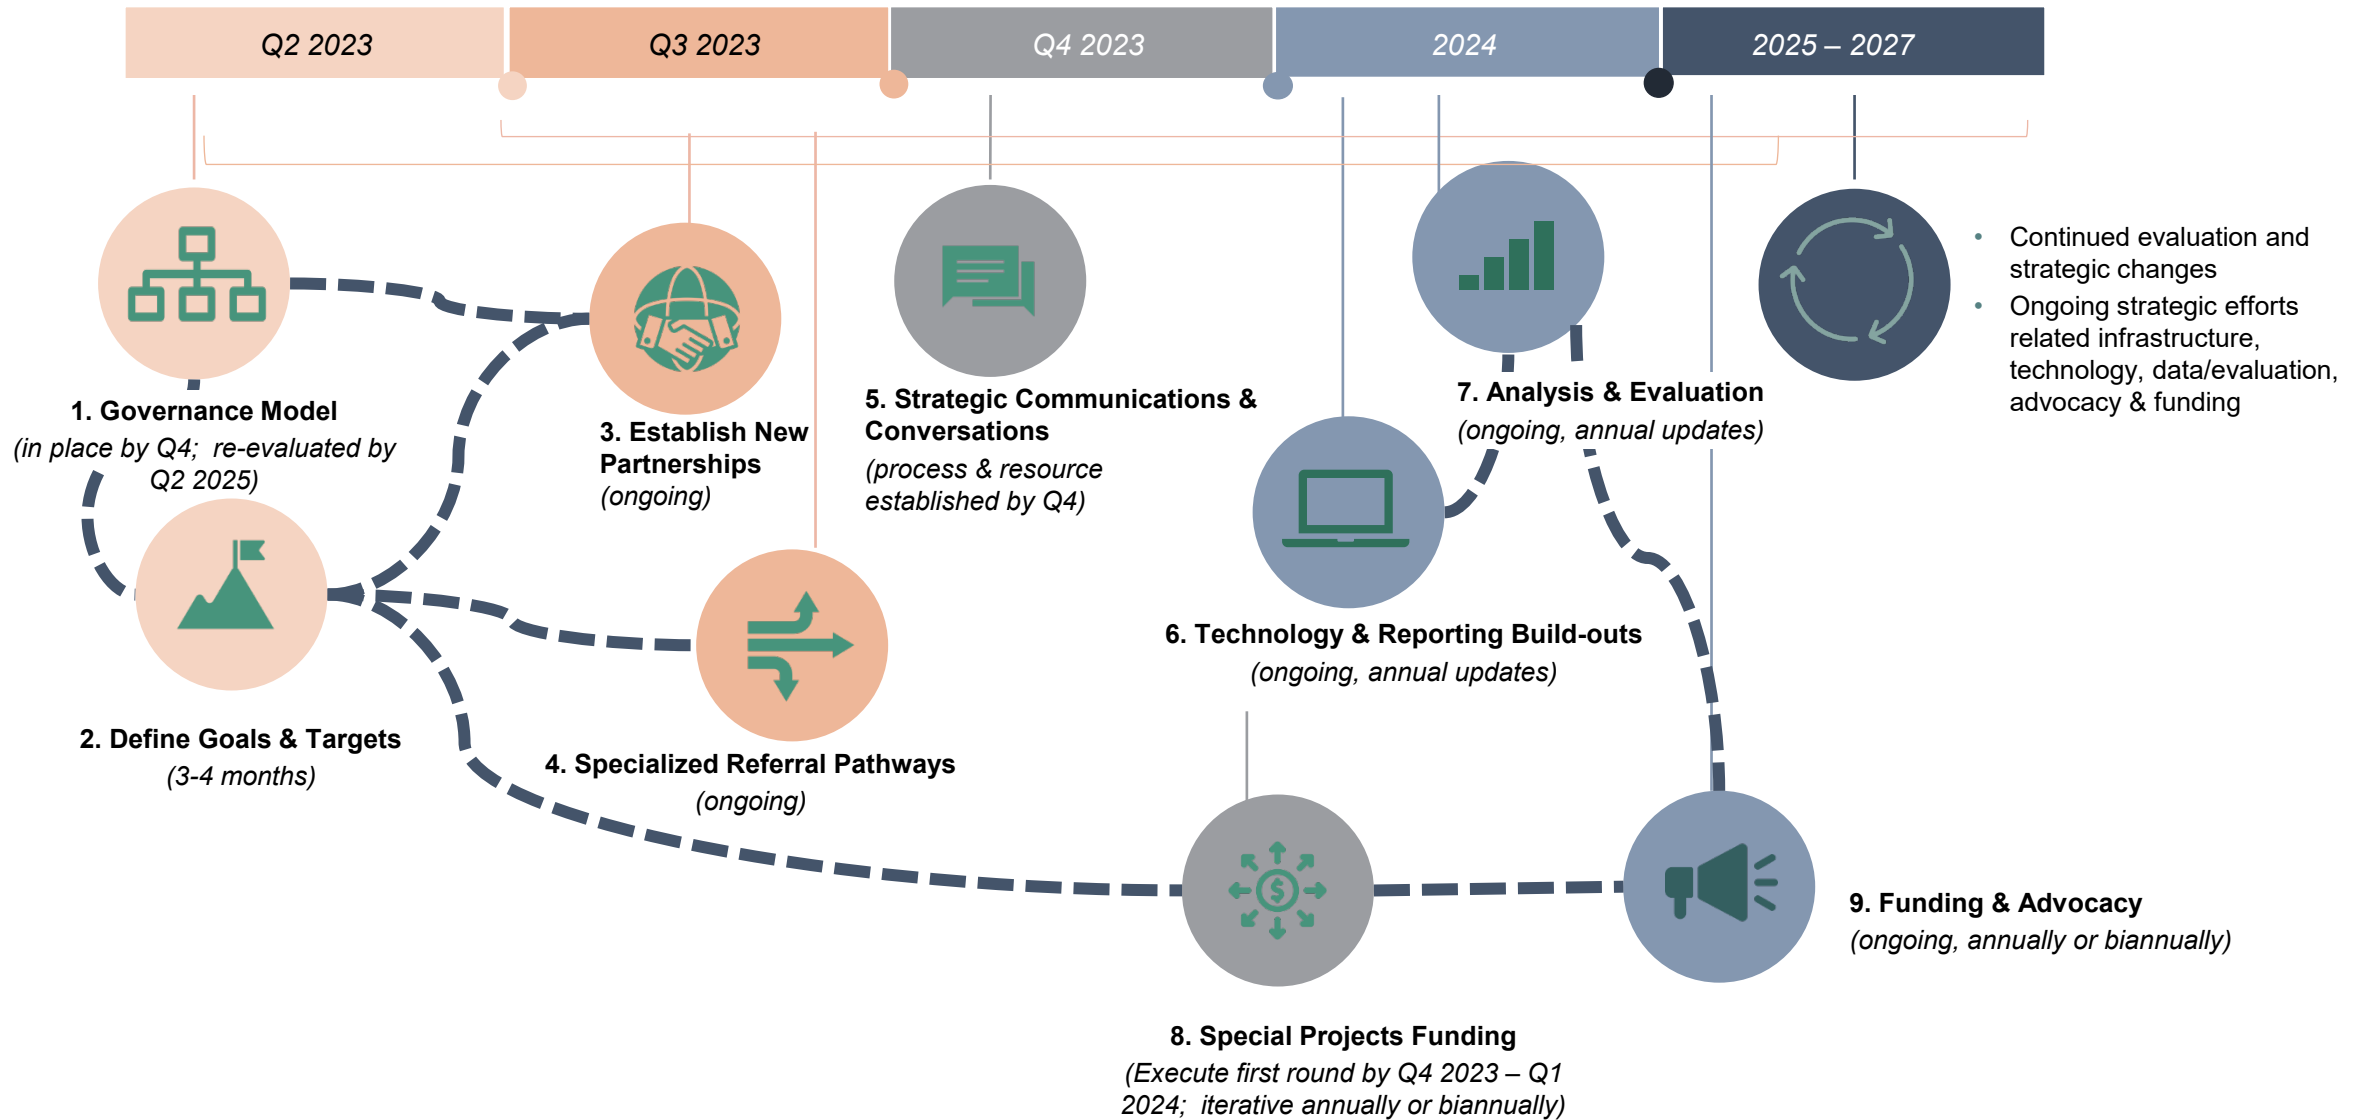 Q2 2023
Q3 2023
Q4 2023
2024
2025 – 2027
1. Governance Model
(in place by Q4;  re-evaluated by
Q2 2025)
2. Define Goals & Targets
(3-4 months)
3. Establish New
Partnerships
(ongoing)
4. Specialized Referral Pathways
(ongoing)
5. Strategic Communications &
Conversations
(process & resource
established by Q4)
6. Technology & Reporting Build-outs
(ongoing, annual updates)
7. Analysis & Evaluation
(ongoing, annual updates)
• Continued evaluation and
strategic changes
• Ongoing strategic efforts
related infrastructure,
technology, data/evaluation,
advocacy & funding
$
8. Special Projects Funding
(Execute first round by Q4 2023 – Q1
2024;  iterative annually or biannually)
9. Funding & Advocacy
(ongoing, annually or biannually)